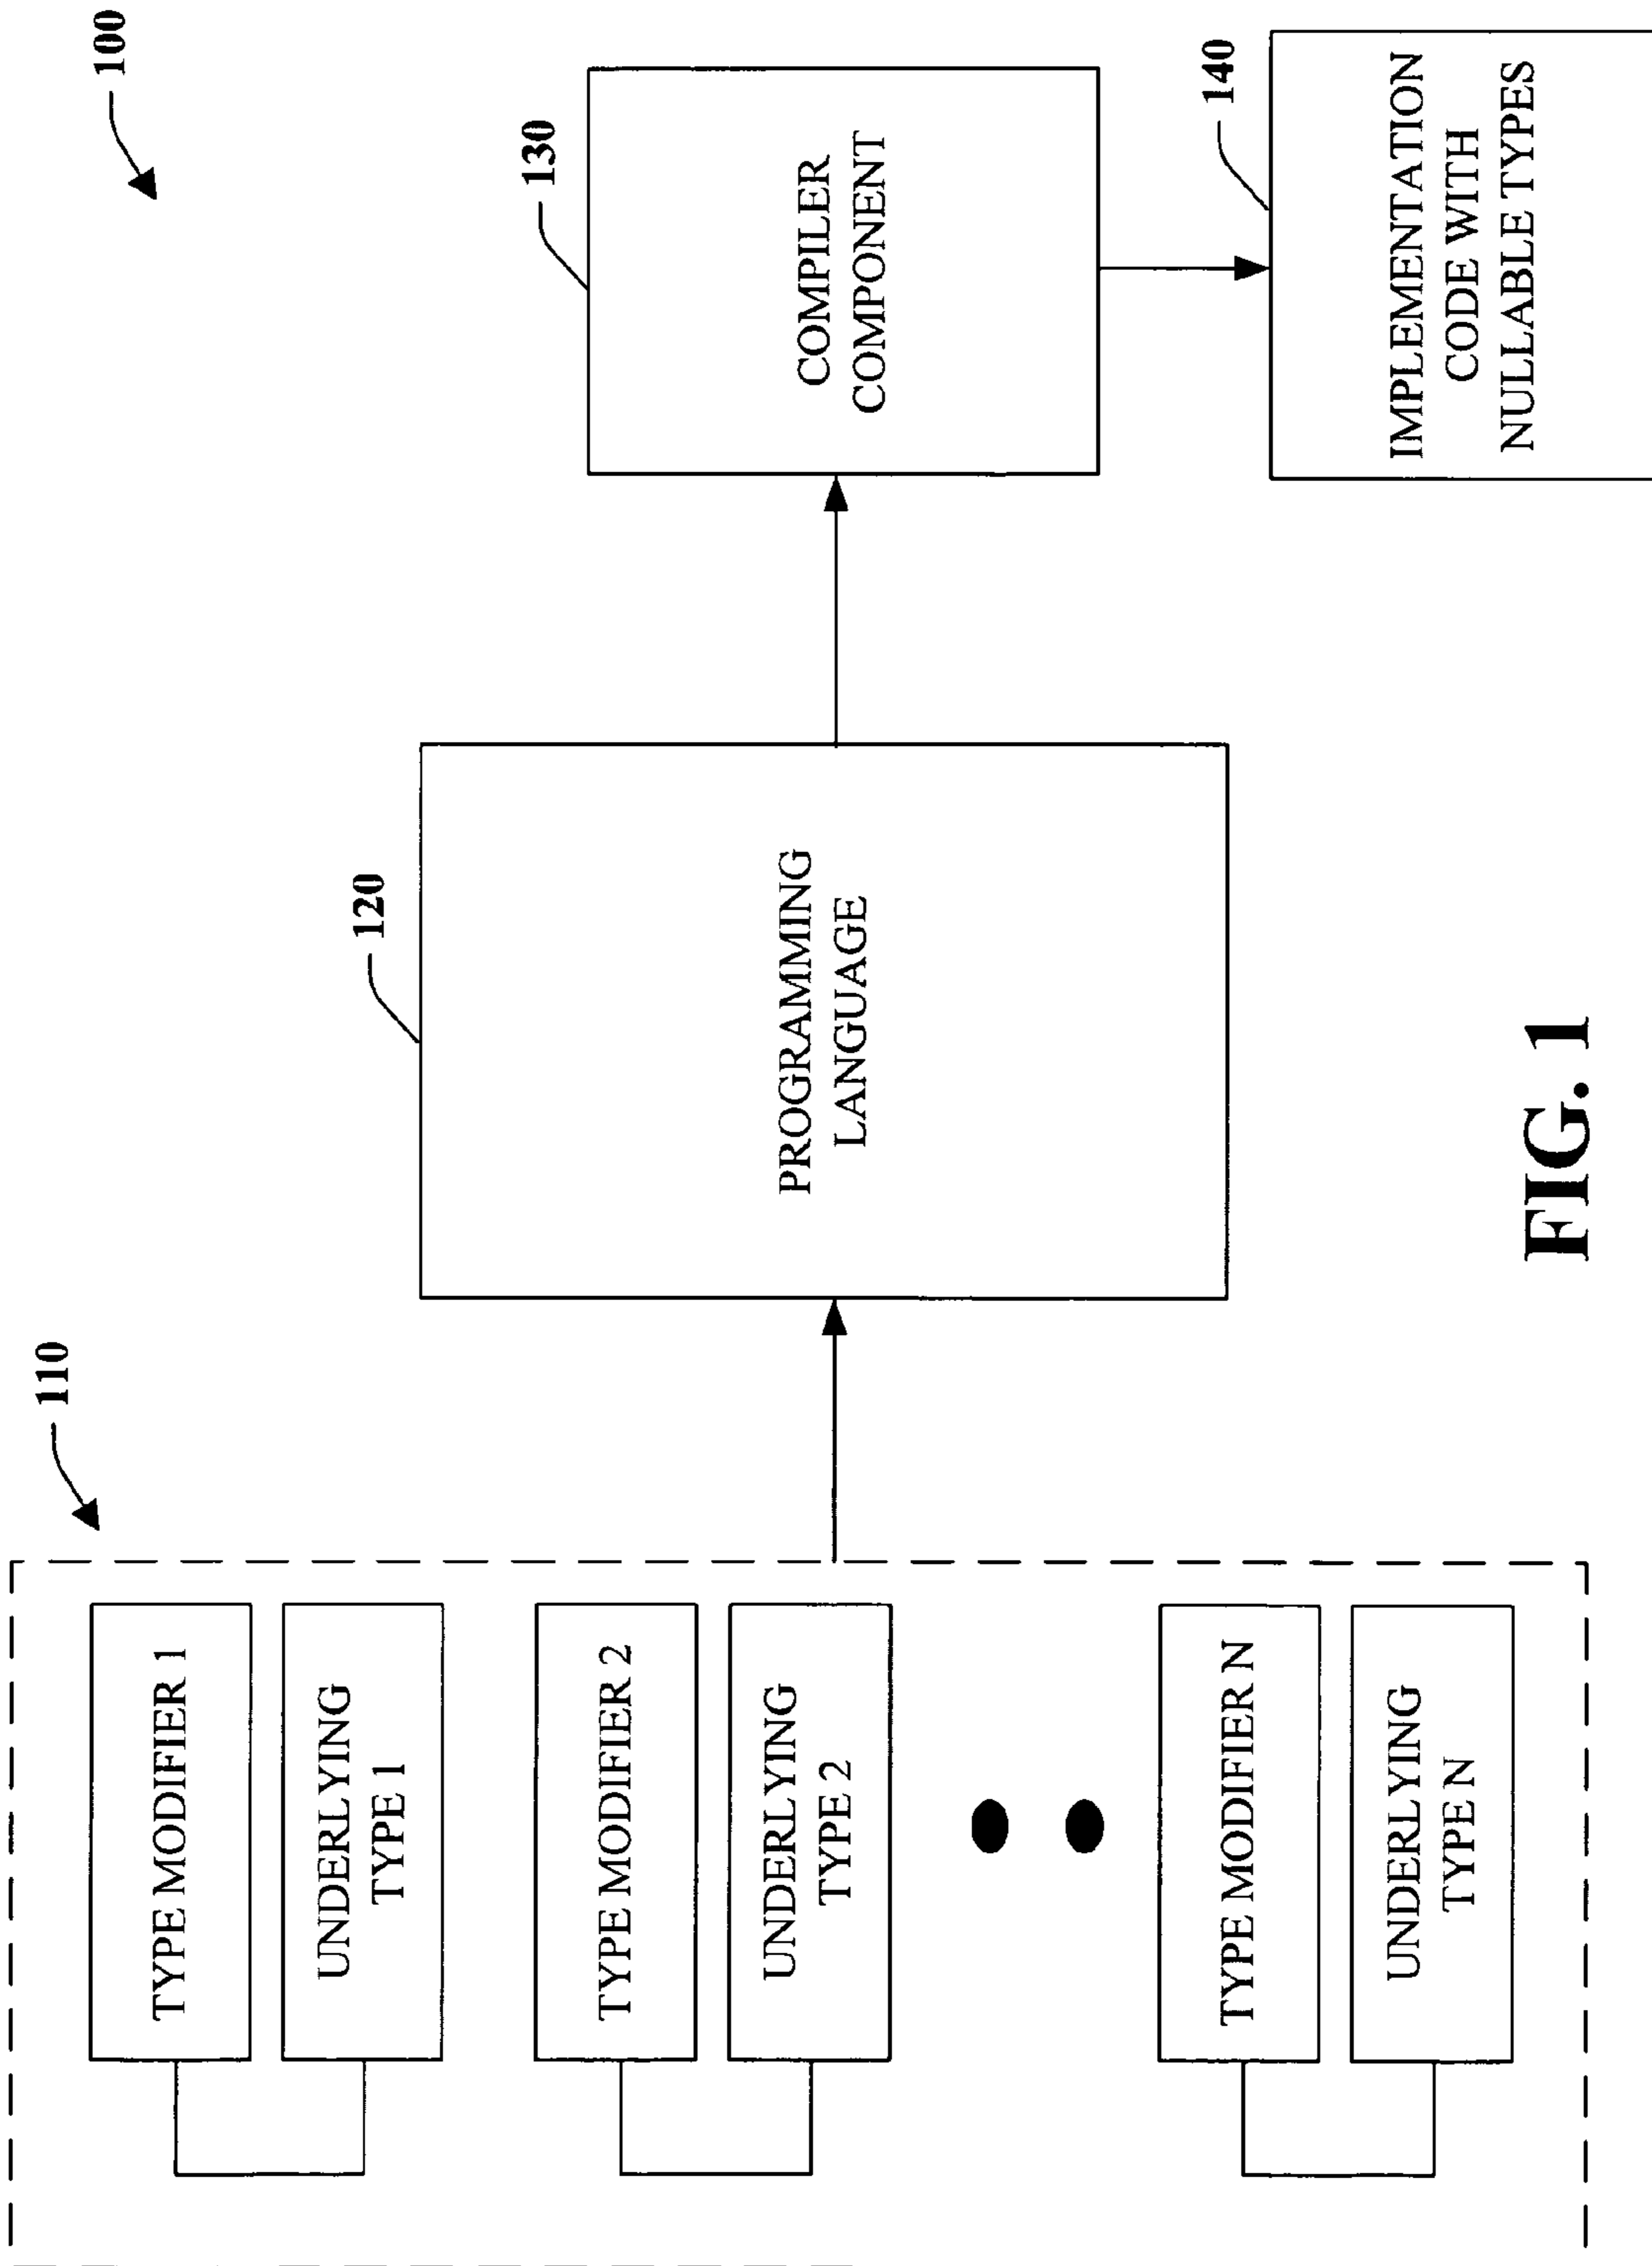 100
110
TYPE MODIFIER 1
UNDERLYING
TYPE 1
TYPE MODIFIER 2
UNDERLYING
TYPE 2
TYPE MODIFIER N
UNDERLYING
TYPE N
120
PROGRAMMING
LANGUAGE
130
COMPILER
COMPONENT
140
IMPLEMENTATION
CODE WITH
NULLABLE TYPES
FIG. 1